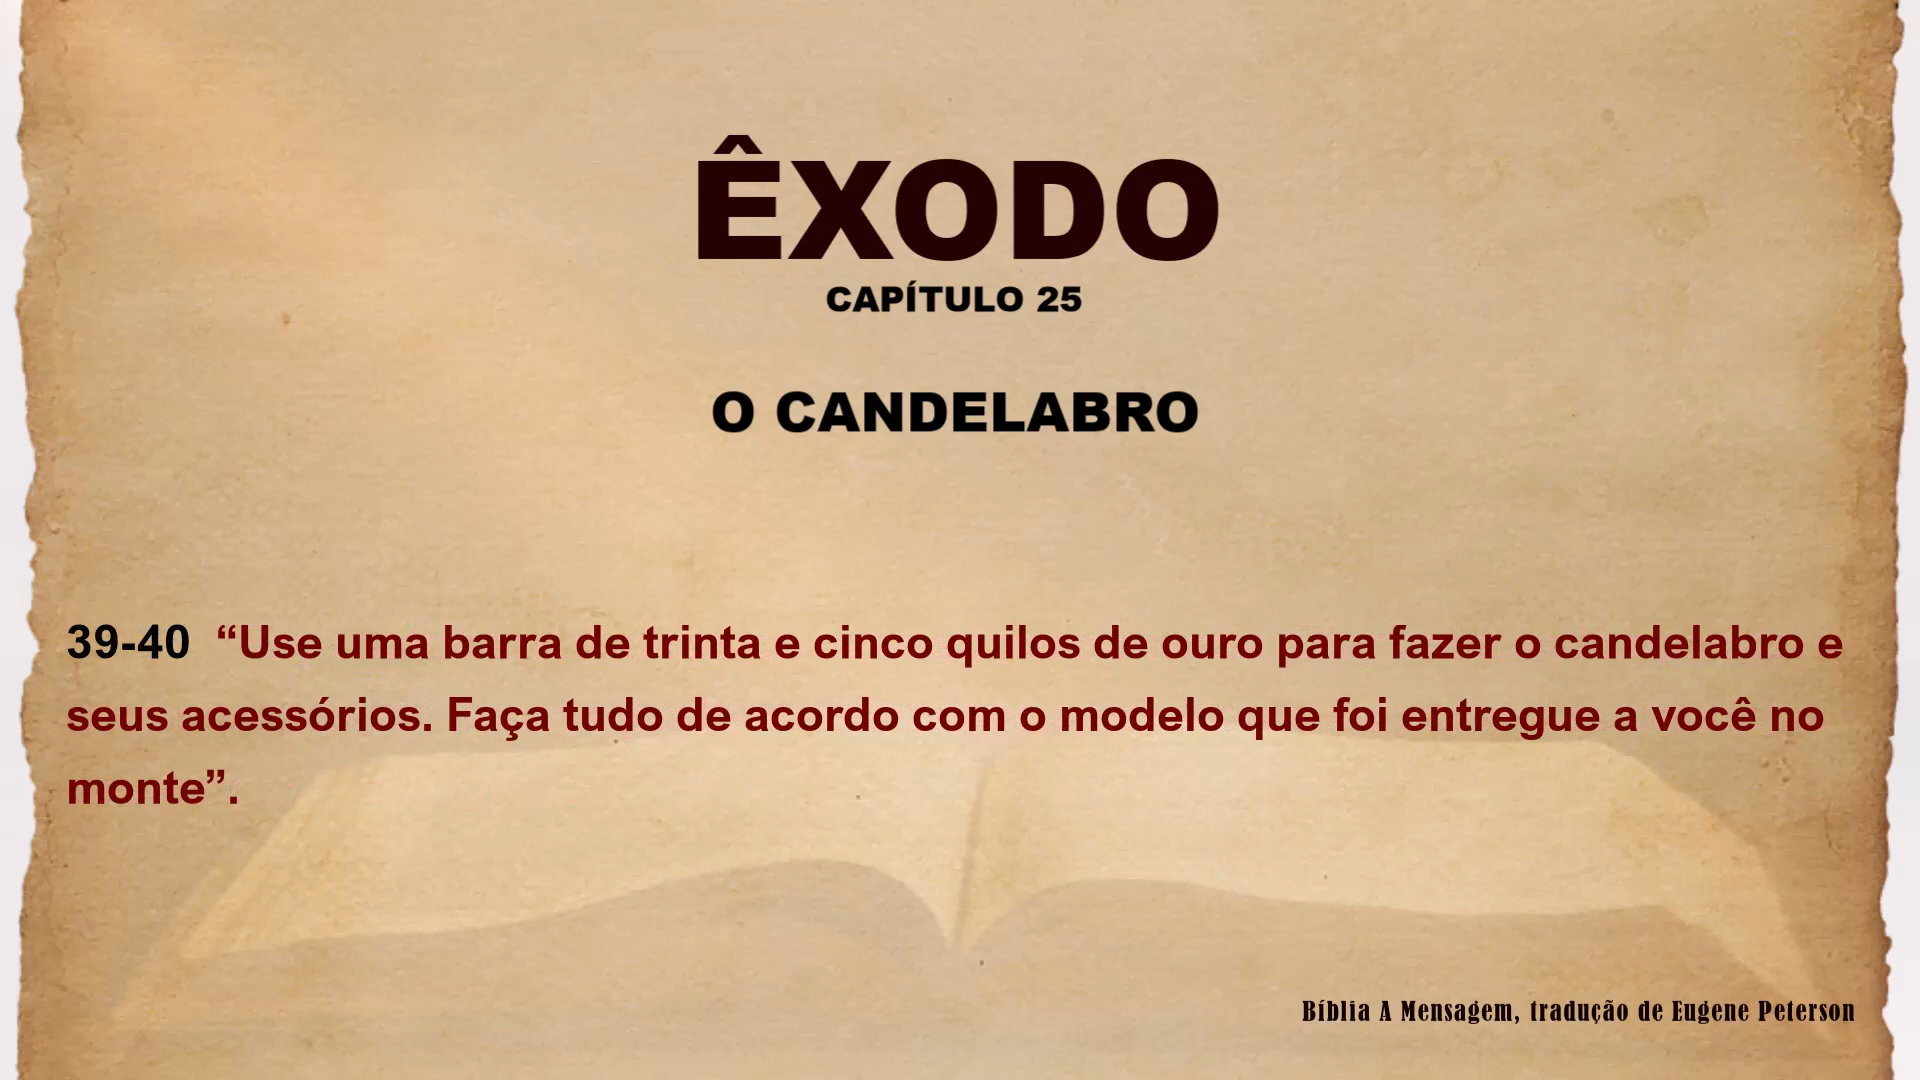 ÊXODO
CAPÍTULO 25
O CANDELABRO
39-40 “Use uma barra de trinta e cinco quilos de ouro para fazer o candelabro e
seus acessórios. Faça tudo de acordo com o modelo que foi entregue a você no
monte”.
Bíblia A Mensagem, tradução de Eugene Peterson